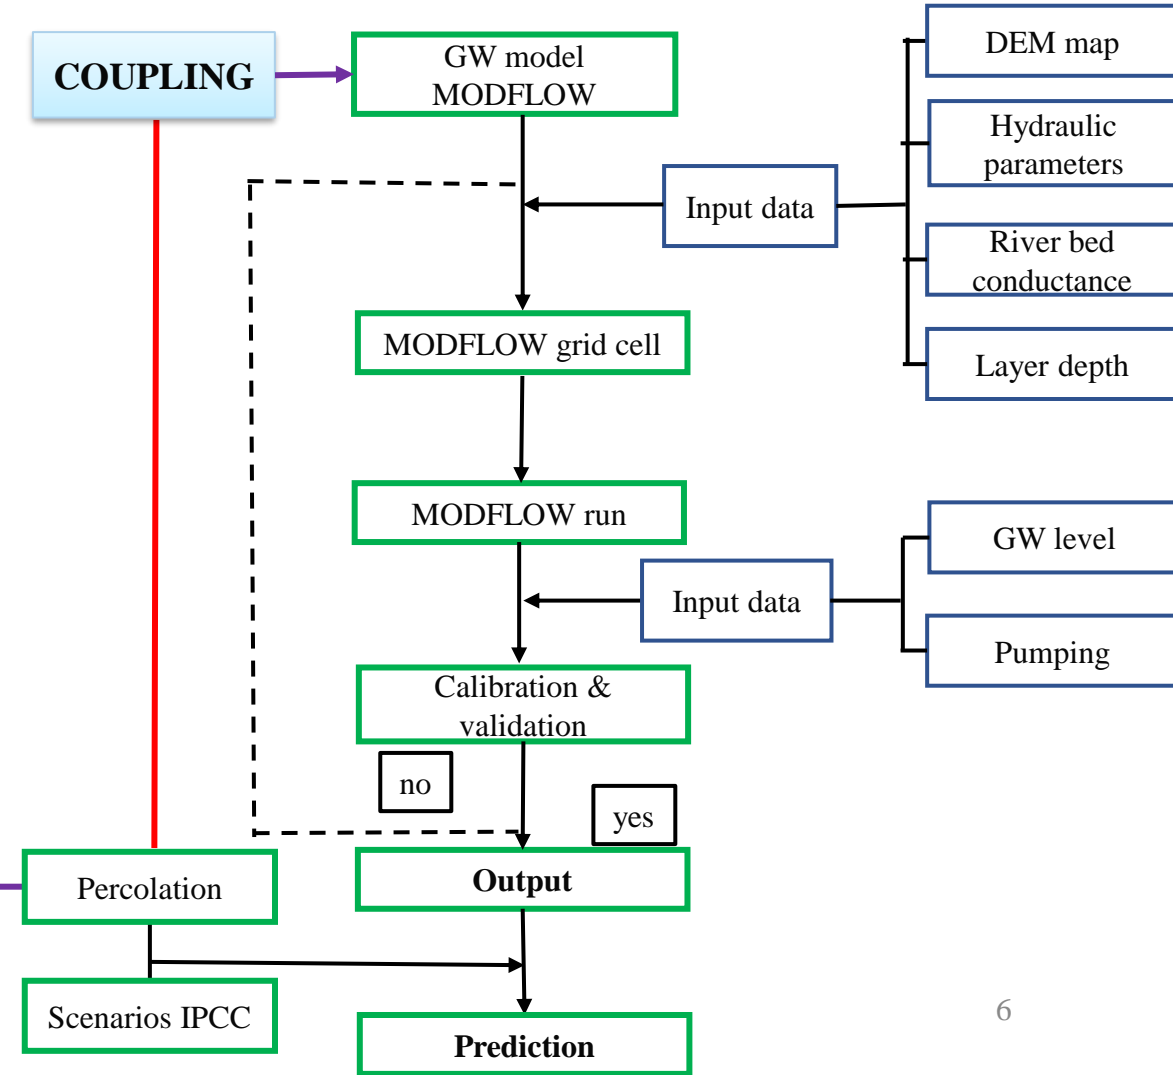 COUPLING
GW model
MODFLOW
DEM map
Hydraulic
parameters
Input data
River bed
conductance
MODFLOW grid cell
Layer depth
MODFLOW run
GW level
Input data
Pumping
Calibration &
validation
no
yes
Percolation
Output
Scenarios IPCC
Prediction
6